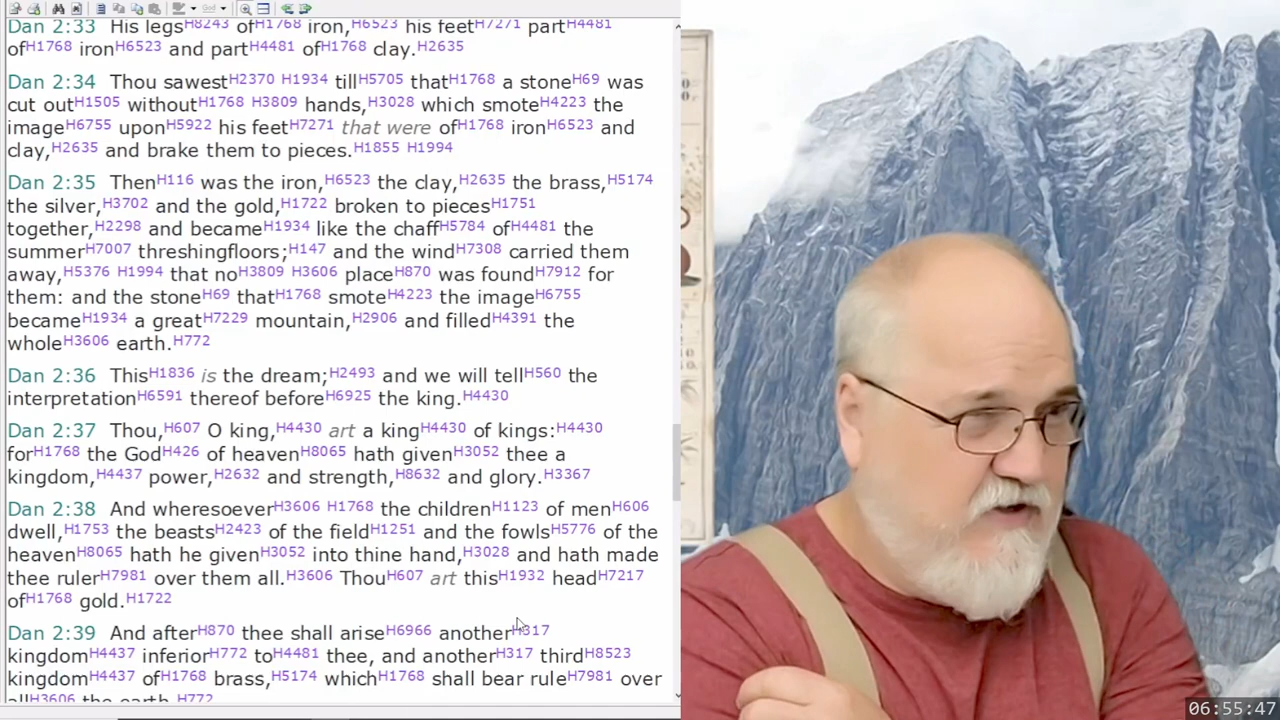 Dan 2:33 His legsH8243 ofH1768 iron,H6523 his feetH7271 partH4481
ofH1768 ironH6523 and partH4481 ofH1768 clay.H2635
Dan 2:34 Thou sawestH2370 H1934 tillH5705 thatH1768 a stoneH69 was
cut outH1505 withoutH1768 H3809 hands,H3028 which smoteH4223 the
imageH6755 uponH5922 his feetH7271 that were ofH1768 ironH6523 and
clay,H2635 and brake them to pieces.H1855 H1994
Dan 2:35 ThenH116 was the iron,H6523 the clay,H2635 the brass,H5174
the silver,H3702 and the gold,H1722 broken to piecesH1751
together,H2298 and becameH1934 like the chaffH5784 ofH4481 the
summerH7007 threshingfloors;H147 and the windH7308 carried them
away,H5376 H1994 that noH3809 H3606 placeH870 was foundH7912 for
them: and the stoneH69 thatH1768 smoteH4223 the imageH6755
becameH1934 a greatH7229 mountain,H2906 and filledH4391 the
wholeH3606 earth.H772
Dan 2:36 ThisH1836 is the dream;H2493 and we will tellH560 the
interpretationH6591 thereof beforeH6925 the king.H4430
Dan 2:37 Thou,H607 O king,H4430 art a kingH4430 of kings:H4430
forH1768 the GodH426 of heavenH8065 hath givenH3052 thee a
kingdom,H4437 power,H2632 and strength,H8632 and glory.H3367
Dan 2:38 And wheresoeverH3606 H1768 the childrenH1123 of menH606
dwell,H1753 the beastsH2423 of the fieldH1251 and the fowlsH5776 of the
heavenH8065 hath he givenH3052 into thine hand,H3028 and hath made
thee rulerH7981 over them all.H3606 ThouH607 art thisH1932 headH7217
ofH1768 gold.H1722
Dan 2:39 And afterH870 thee shall ariseH6966 anotherH317
kingdomH4437 inferiorH772 toH4481 thee, and anotherH317 thirdH8523
kingdomH4437 ofH1768 brass,H5174 whichH1768 shall bear ruleH7981 over
allH3606 the earth.H772
06:55:47